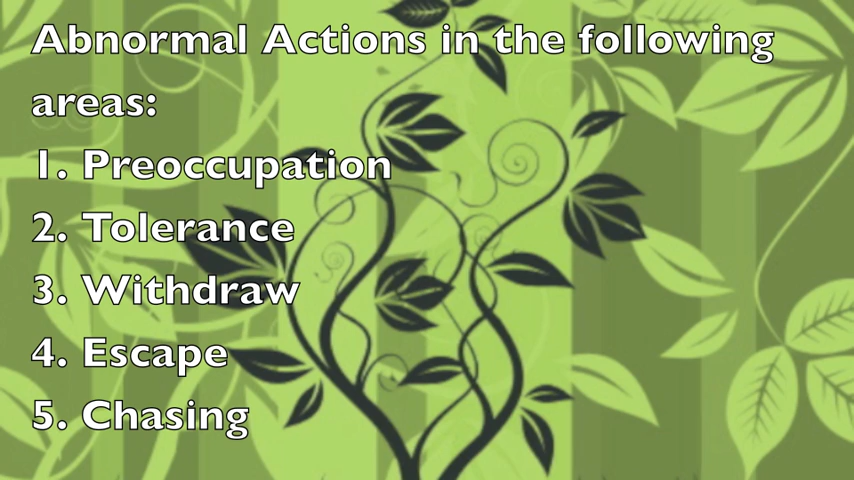 Abnormal Actions in the following
areas:
1. Preoccupation
2. Tolerance
3. Withdraw
4. Escape
5. Chasing